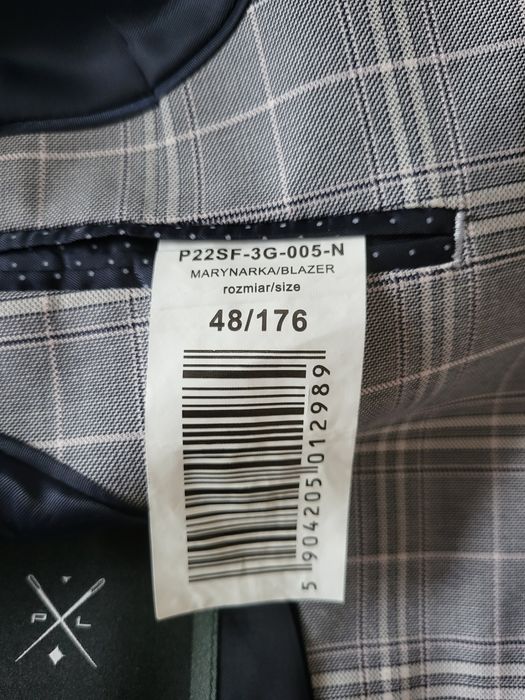 P22SF-3G-005-N
MARYNARKA/BLAZER
rozmiar/size
48/176
5 904205 012989
P L